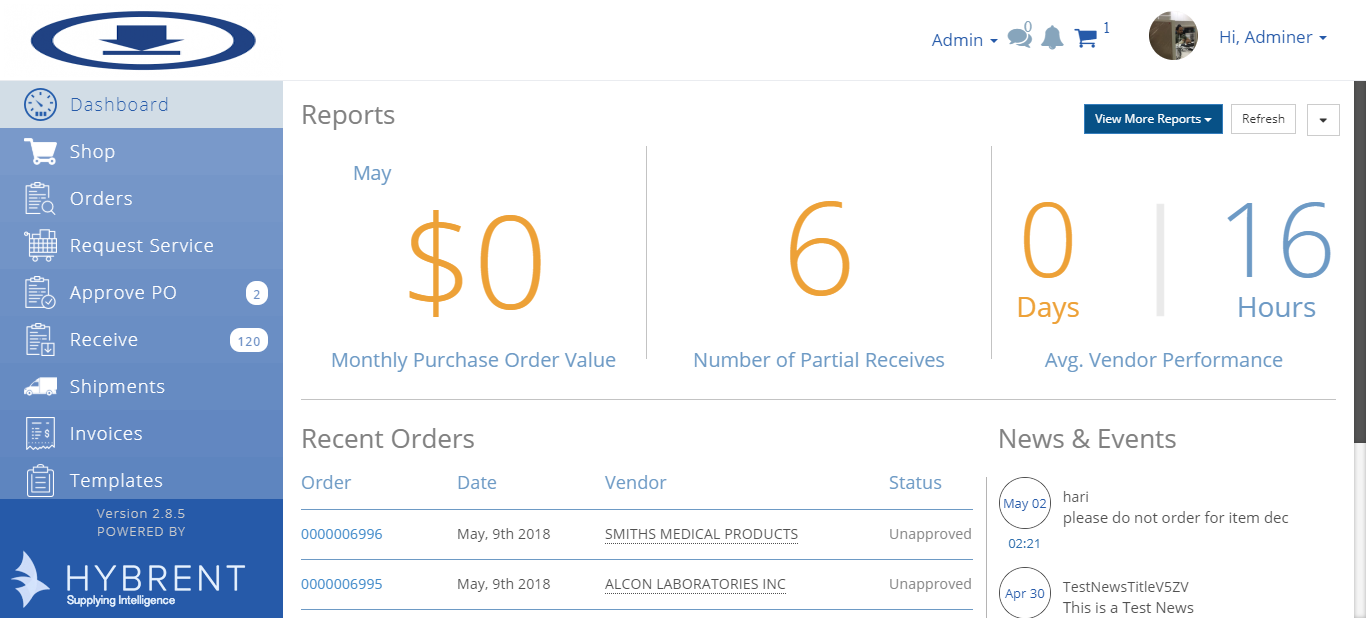 Admin
0
1
Hi, Adminer
Dashboard
Shop
Orders
Request Service
Approve PO 2
Receive 120
Shipments
Invoices
Templates
Version 2.8.5
POWERED BY
HYBRENT
Supplying Intelligence
Reports
View More Reports
Refresh
May
$0
Monthly Purchase Order Value
6
Number of Partial Receives
0 16
Days Hours
Avg. Vendor Performance
Recent Orders
Order Date Vendor Status
0000006996 May, 9th 2018 SMITHS MEDICAL PRODUCTS Unapproved
0000006995 May, 9th 2018 ALCON LABORATORIES INC Unapproved
News & Events
May 02
02:21
hari
please do not order for item dec
Apr 30
TestNewsTitleV5ZV
This is a Test News